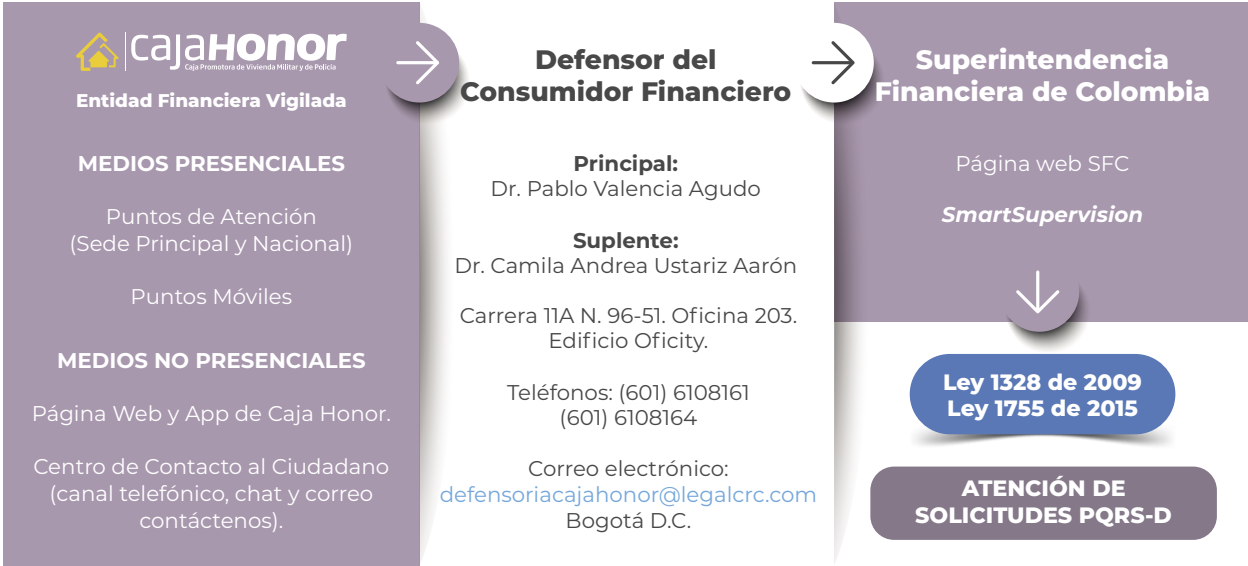 cajaHonor
Caja Promotora de Vivienda Militar y de Policía
Entidad Financiera Vigilada
MEDIOS PRESENCIALES
Puntos de Atención
(Sede Principal y Nacional)
Puntos Móviles
MEDIOS NO PRESENCIALES
Página Web y App de Caja Honor.
Centro de Contacto al Ciudadano
(canal telefónico, chat y correo
contáctenos).
Defensor del
Consumidor Financiero
Principal:
Dr. Pablo Valencia Agudo
Suplente:
Dr. Camila Andrea Ustariz Aarón
Carrera 11A N. 96-51. Oficina 203.
Edificio Oficity.
Teléfonos: (601) 6108161
(601) 6108164
Correo electrónico:
defensoriacajahonor@legalcrc.com
Bogotá D.C.
Superintendencia
Financiera de Colombia
Página web SFC
SmartSupervision
Ley 1328 de 2009
Ley 1755 de 2015
ATENCIÓN DE
SOLICITUDES PQRS-D